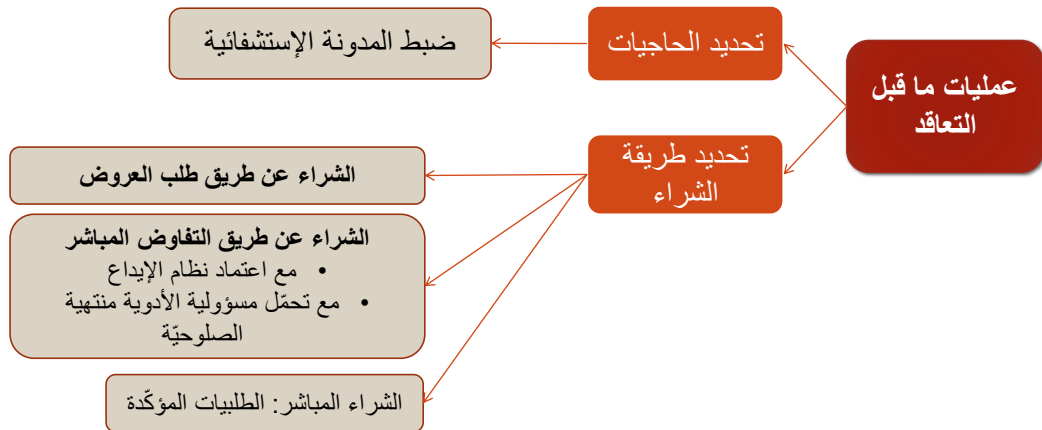 عمليات ما قبل
التعاقد
تحديد الحاجيات
ضبط المدونة الإستشفائية
تحديد طريقة
الشراء
الشراء عن طريق طلب العروض
الشراء عن طريق التفاوض المباشر
• مع اعتماد نظام الإيداع
• مع تحمّل مسؤولية الأدوية منتهية
الصلوحيّة
الشراء المباشر: الطلبيات المؤكّدة